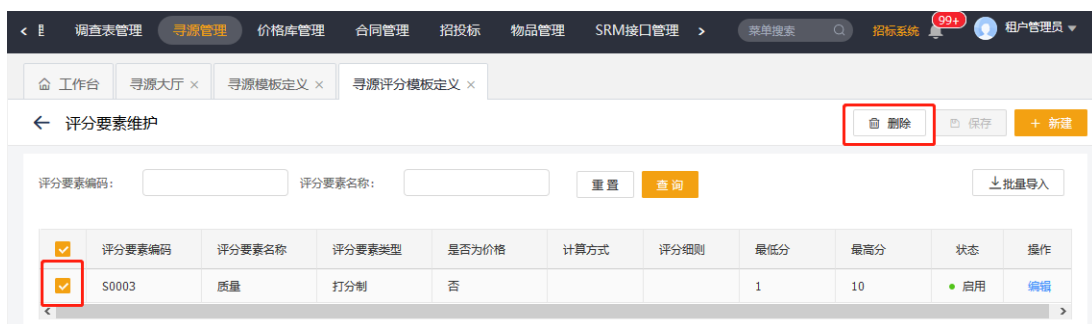 调查表管理 寻源管理 价格库管理 合同管理 招投标 物品管理 SRM接口管理 菜单搜索 招标系统 99+ 租户管理员
工作台 寻源大厅 寻源模板定义 寻源评分模板定义
评分要素维护 删除 保存 + 新建
评分要素编码: 评分要素名称: 重置 查询 批量导入
评分要素编码 评分要素名称 评分要素类型 是否为价格 计算方式 评分细则 最低分 最高分 状态 操作
S0003 质量 打分制 否 1 10 启用 编辑